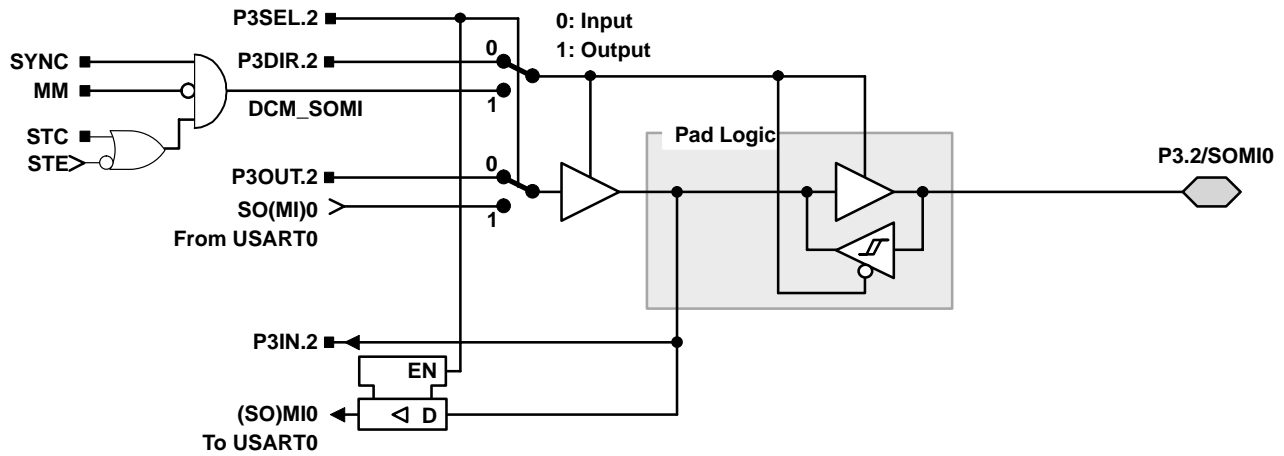 P3SEL.2
0: Input
1: Output
SYNC
P3DIR.2
0
MM
1
DCM_SOMI
STC
STE
Pad Logic
P3.2/SOMI0
P3OUT.2
0
SO(MI)0
1
From USART0
P3IN.2
EN
(SO)MI0
D
To USART0